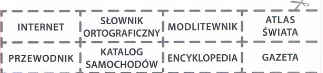 INTERNET
SŁOWNIK
ORTOGRAFICZNY
MODLITEWNIK
ATLAS
ŚWIATA
PRZEWODNIK
KATALOG
SAMOCHODÓW
ENCYKLOPEDIA
GAZETA